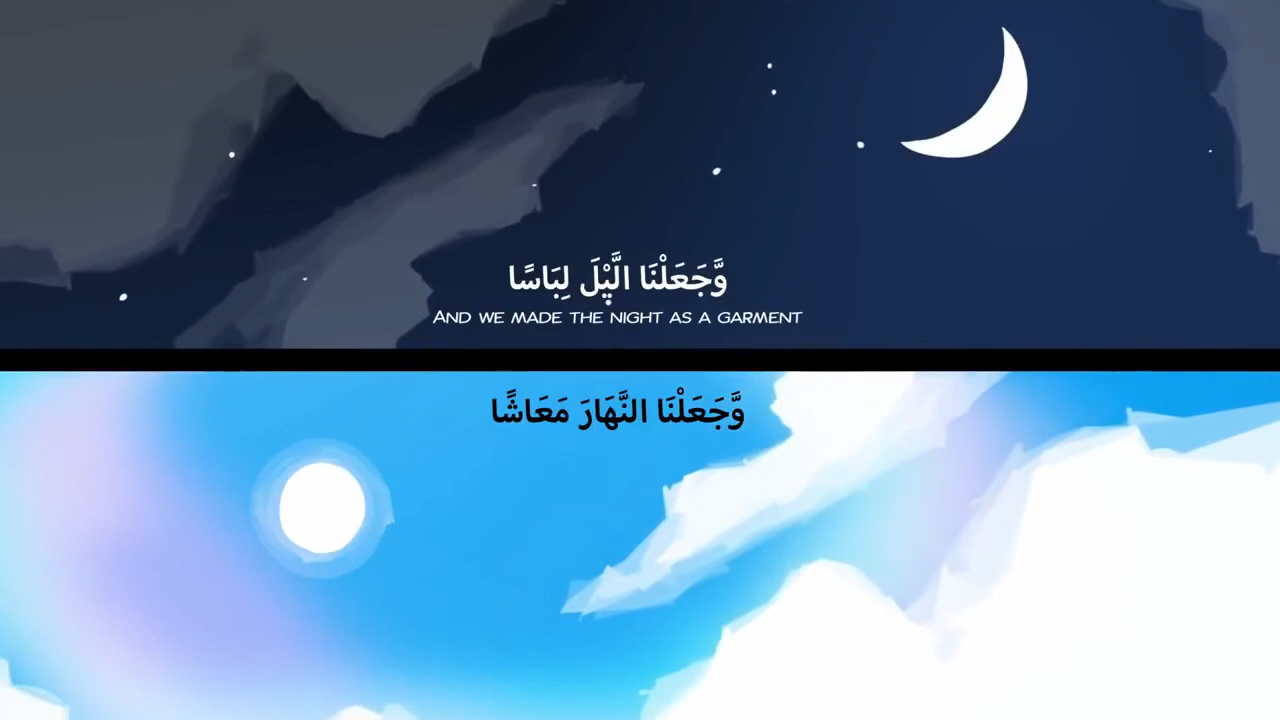 وَّجَعَلْنَا الَّيْلَ لِبَاسًا
AND WE MADE THE NIGHT AS A GARMENT
وَّجَعَلْنَا النَّهَارَ مَعَاشًا